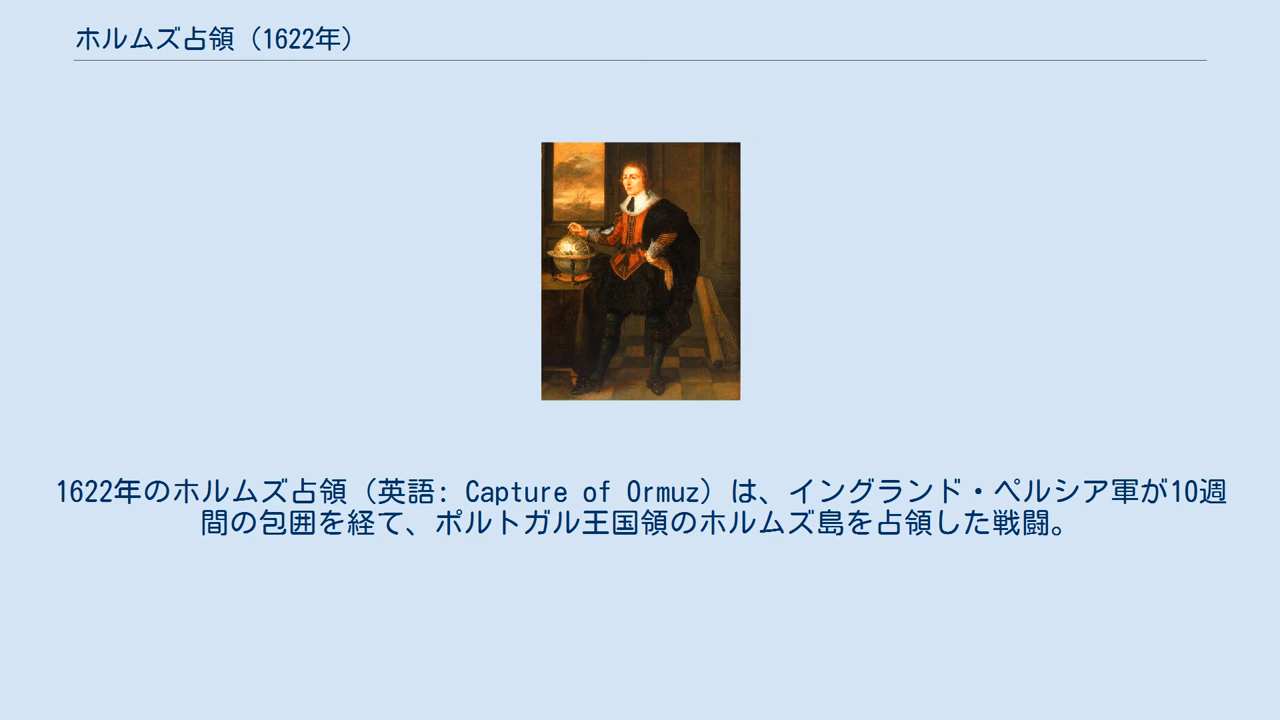 ホルムズ占領（1622年）
1622年のホルムズ占領（英語: Capture of Ormuz）は、イングランド・ペルシア軍が10週
間の包囲を経て、ポルトガル王国領のホルムズ島を占領した戦闘。